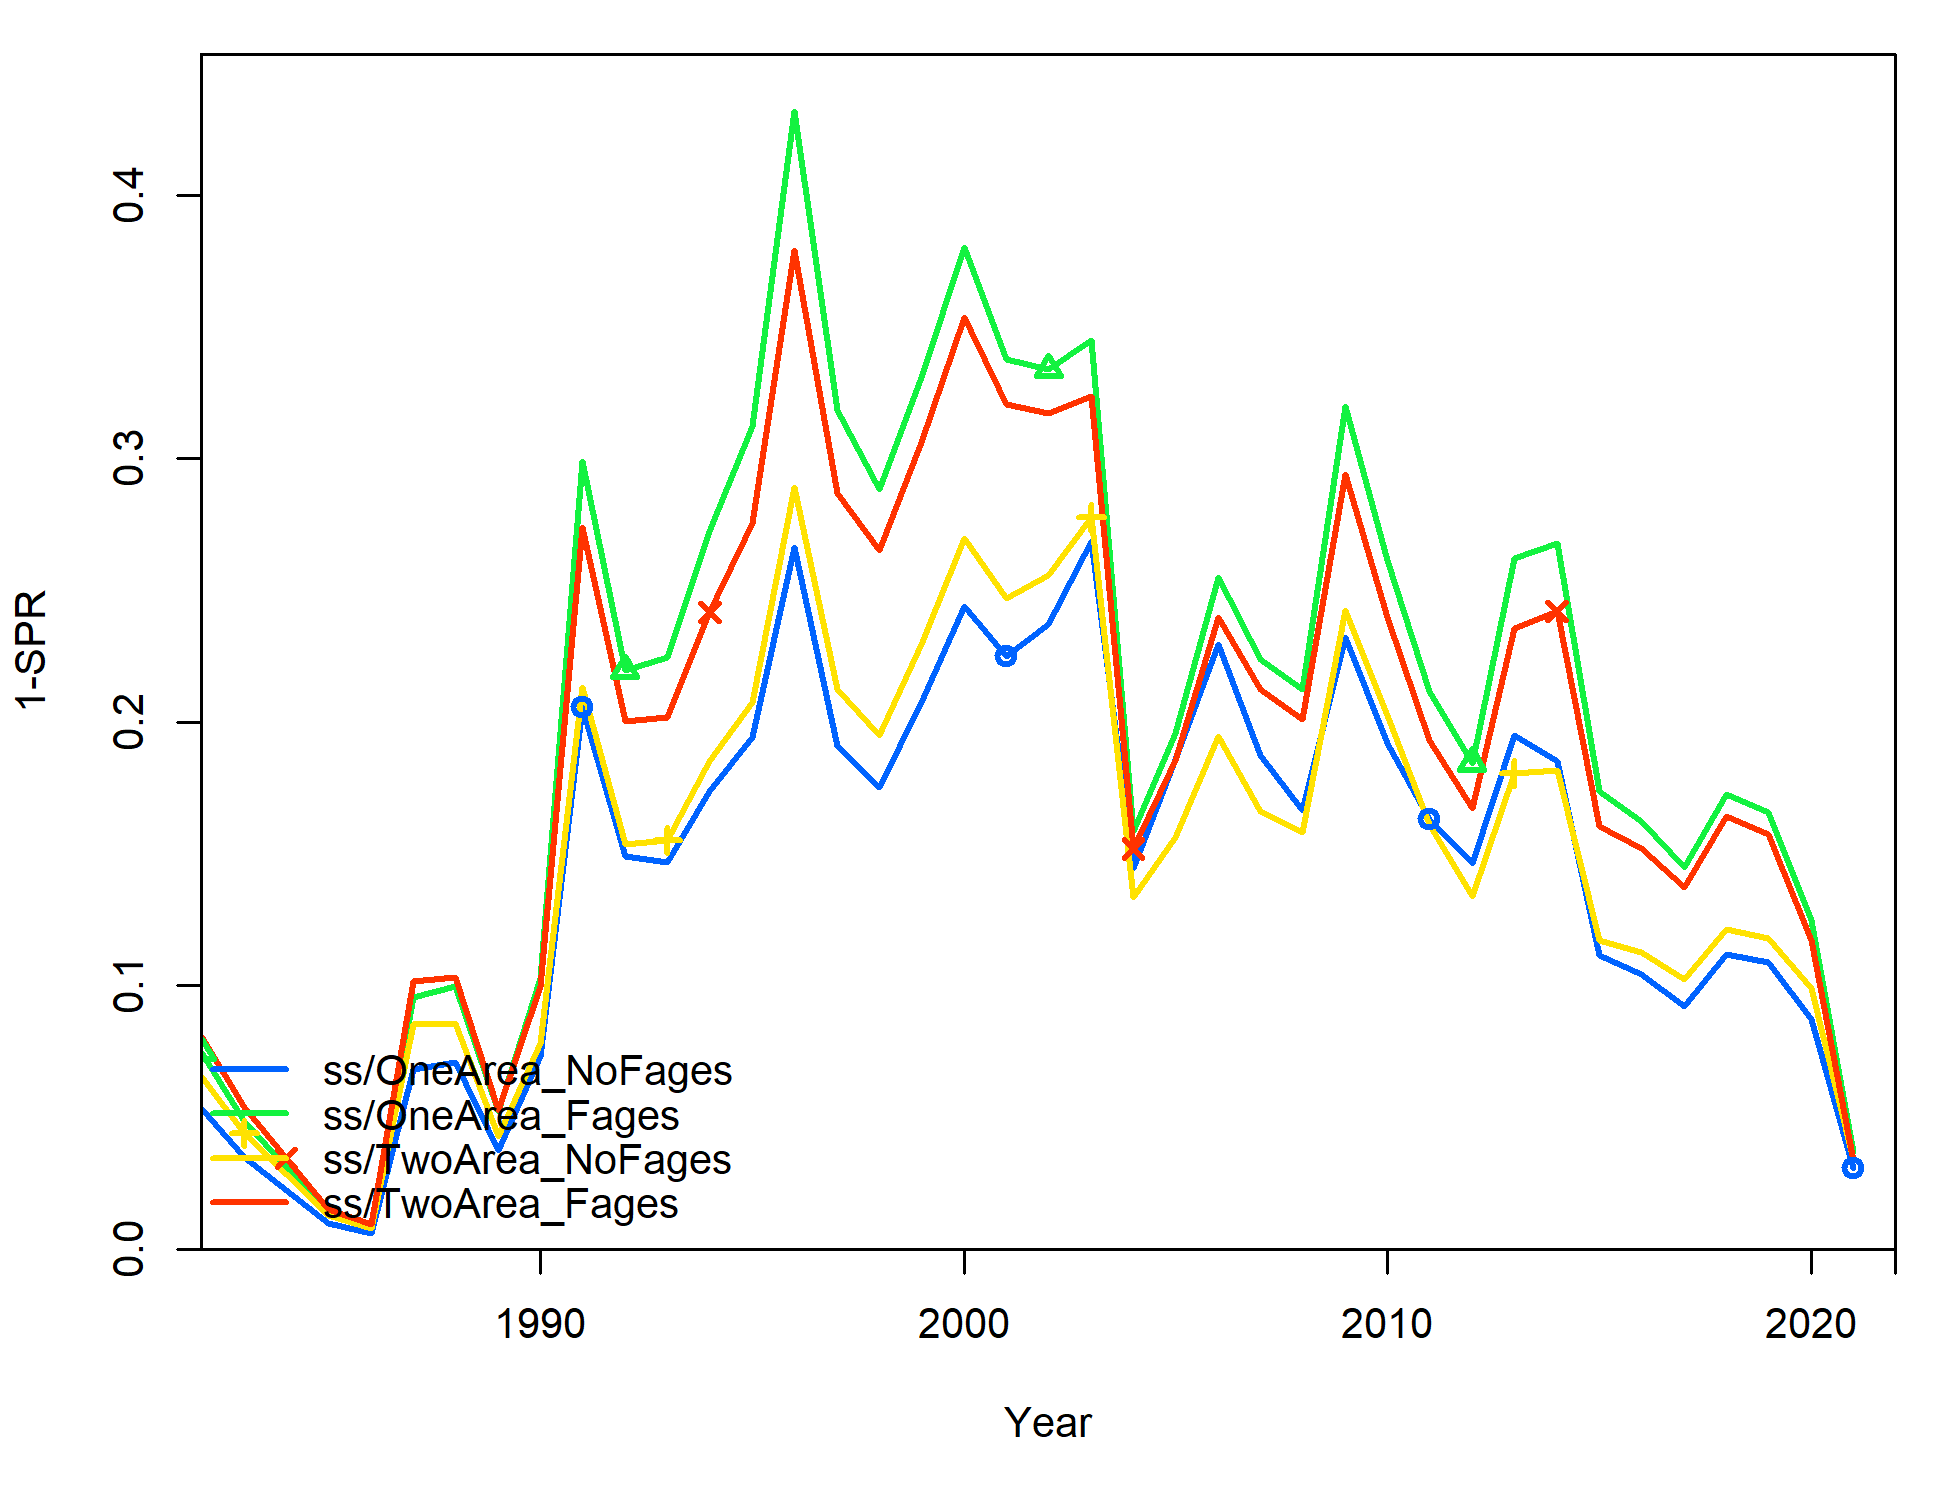 0.4
0.3
0.2
0.1
0.0
1-SPR
ss/OneArea_NoFages
ss/OneArea_Fages
ss/TwoArea_NoFages
ss/TwoArea_Fages
1990 2000 2010 2020
Year